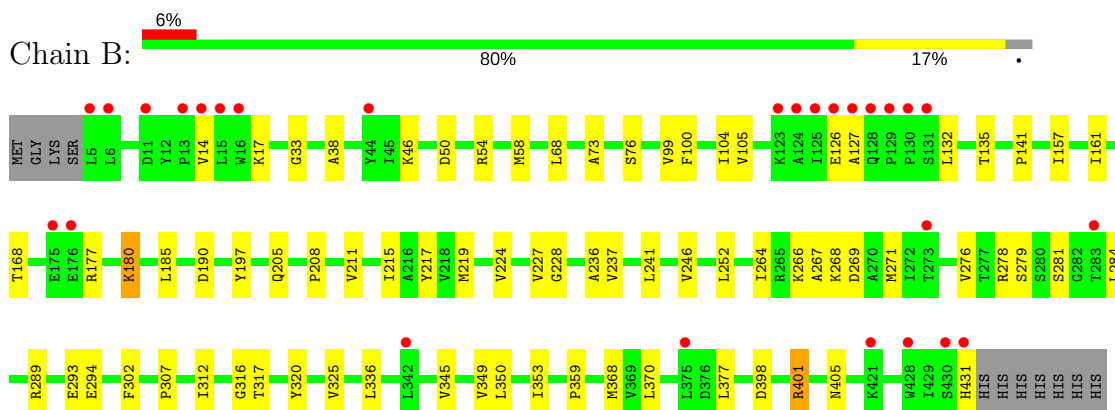 6%
Chain B:
80%
17%
•
MET GLY LYS SER L5 L6 D11 Y12 P13 V14 L15 W16 K17 G33 A38 Y44 I45 K46 D50 R54 M58 L68 A73 S76 V99 F100 I104 V105 K123 A124 I125 E126 A127 Q128 P129 P130 S131 L132 T135 P141 I157 I161
T168 E175 E176 R177 K180 L185 D190 Y197 Q205 P208 V211 I215 A216 Y217 V218 M219 V224 V227 G228 A236 V237 L241 V246 L252 I264 R265 K266 A267 K268 D269 A270 M271 I272 T273 V276 T277 R278 S279 S280 S281 G282 T283 L284
R289 E293 E294 F302 P307 I312 G316 T317 Y320 V325 L336 L342 V345 V349 L350 I353 P359 M368 V369 L370 L375 D376 L377 D398 R401 N405 K421 W428 I429 S430 H431 HIS HIS HIS HIS HIS HIS